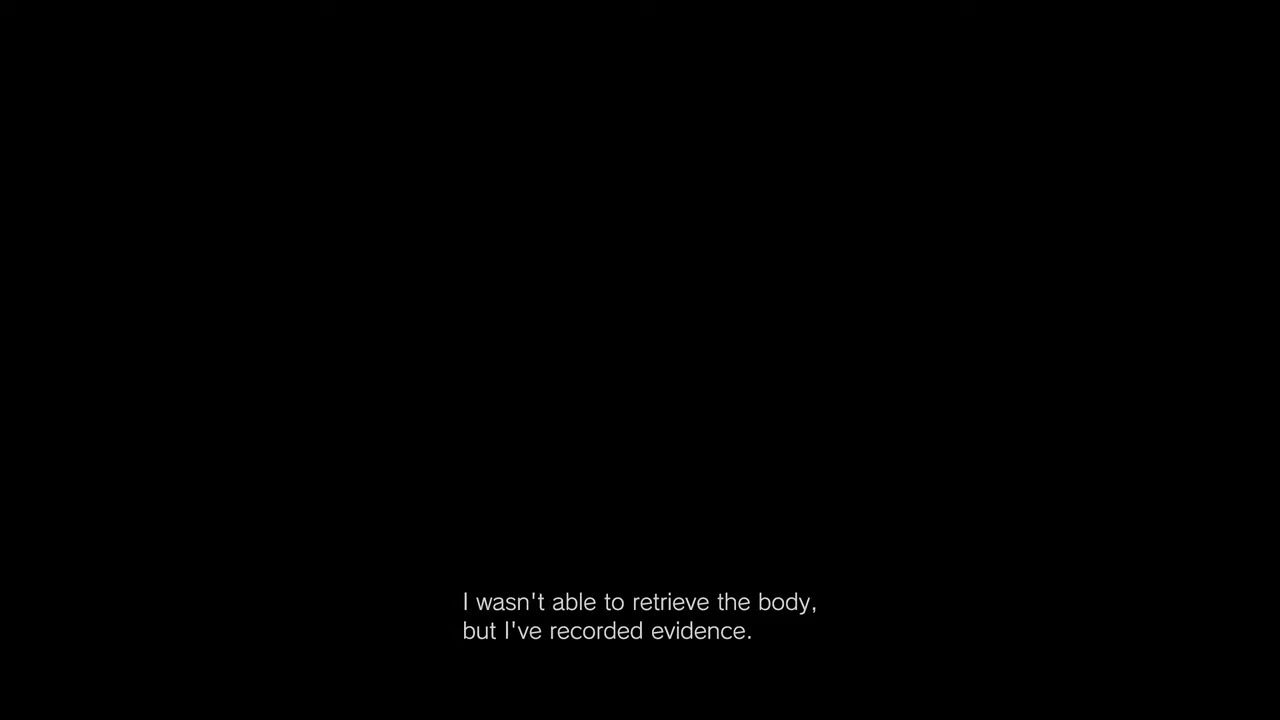 I wasn't able to retrieve the body,
but I've recorded evidence.